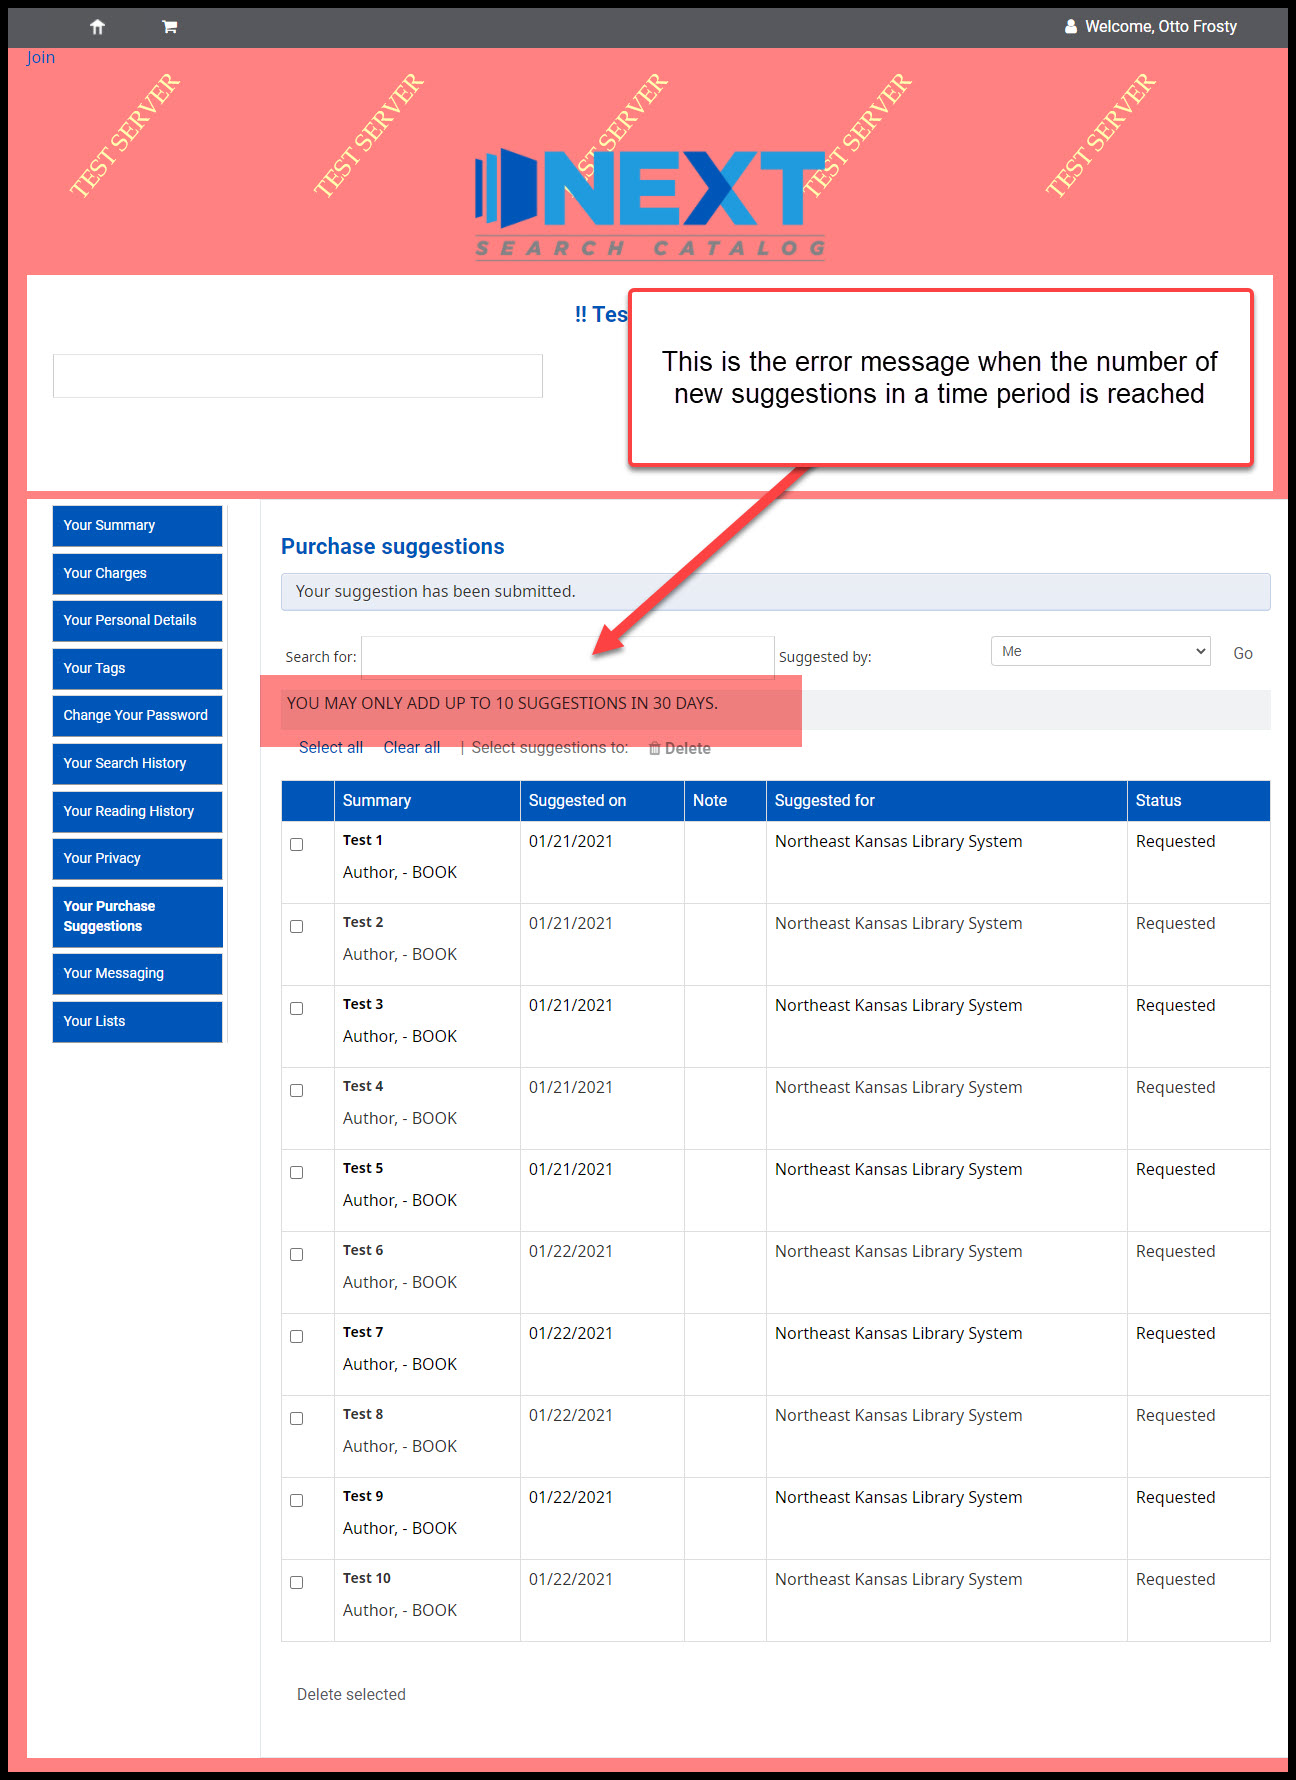 Welcome, Otto Frosty
Join
TEST SERVER
TEST SERVER
TEST SERVER
TEST SERVER
TEST SERVER
NEXT
SEARCH CATALOG
!! Tes
This is the error message when the number of
new suggestions in a time period is reached
Your Summary
Your Charges
Your Personal Details
Your Tags
Change Your Password
Your Search History
Your Reading History
Your Privacy
Your Purchase
Suggestions
Your Messaging
Your Lists
Purchase suggestions
Your suggestion has been submitted.
Search for: Suggested by: Me Go
YOU MAY ONLY ADD UP TO 10 SUGGESTIONS IN 30 DAYS.
Select all Clear all | Select suggestions to: Delete
Summary Suggested on Note Suggested for Status
Test 1 01/21/2021 Northeast Kansas Library System Requested
Author, - BOOK
Test 2 01/21/2021 Northeast Kansas Library System Requested
Author, - BOOK
Test 3 01/21/2021 Northeast Kansas Library System Requested
Author, - BOOK
Test 4 01/21/2021 Northeast Kansas Library System Requested
Author, - BOOK
Test 5 01/21/2021 Northeast Kansas Library System Requested
Author, - BOOK
Test 6 01/22/2021 Northeast Kansas Library System Requested
Author, - BOOK
Test 7 01/22/2021 Northeast Kansas Library System Requested
Author, - BOOK
Test 8 01/22/2021 Northeast Kansas Library System Requested
Author, - BOOK
Test 9 01/22/2021 Northeast Kansas Library System Requested
Author, - BOOK
Test 10 01/22/2021 Northeast Kansas Library System Requested
Author, - BOOK
Delete selected